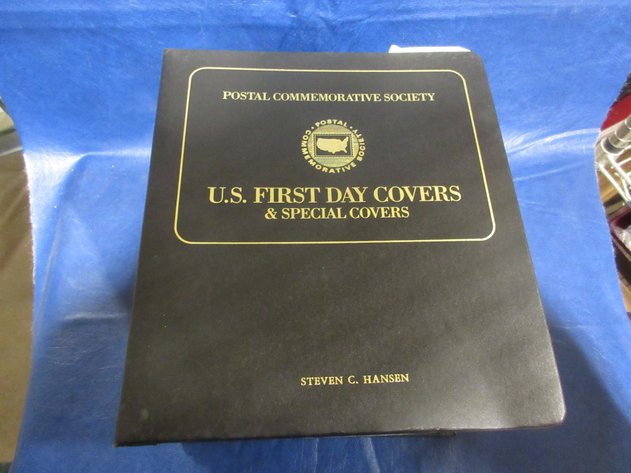 POSTAL COMMEMORATIVE SOCIETY
• POSTAL •
COMMEMORATIVE SOCIETY
U.S. FIRST DAY COVERS
& SPECIAL COVERS
STEVEN C. HANSEN